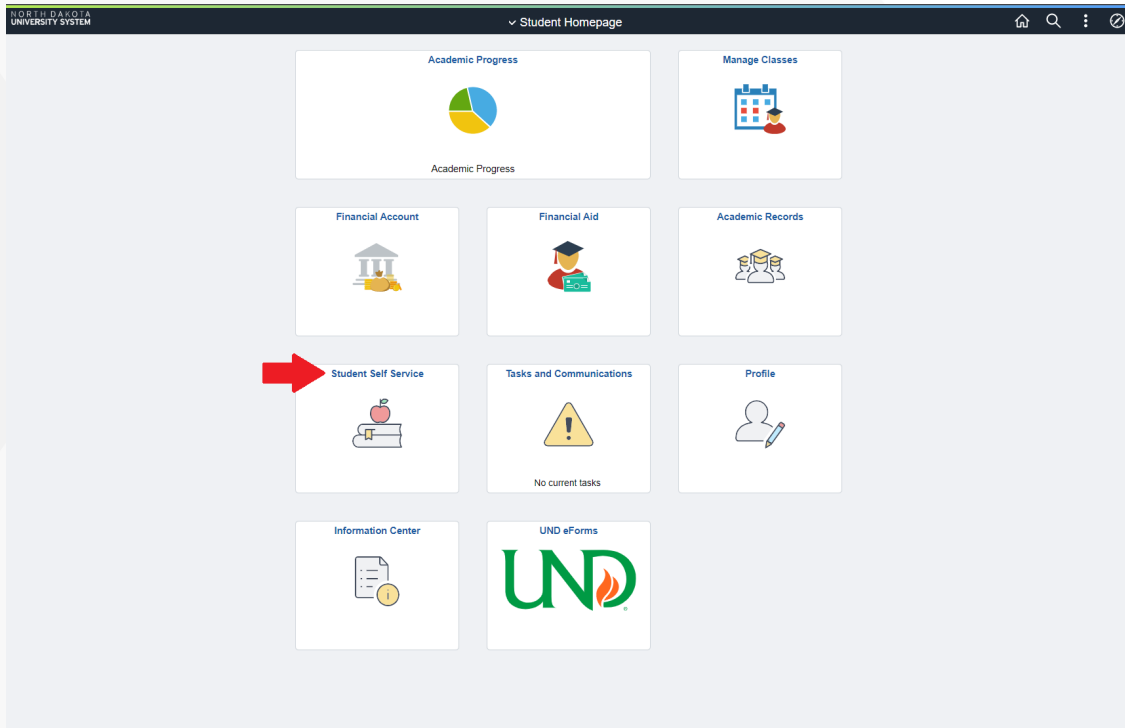 NORTH DAKOTA
UNIVERSITY SYSTEM
Student Homepage
Academic Progress
Manage Classes
Academic Progress
Financial Account
Financial Aid
Academic Records
Student Self Service
Tasks and Communications
Profile
No current tasks
Information Center
UND eForms
UND